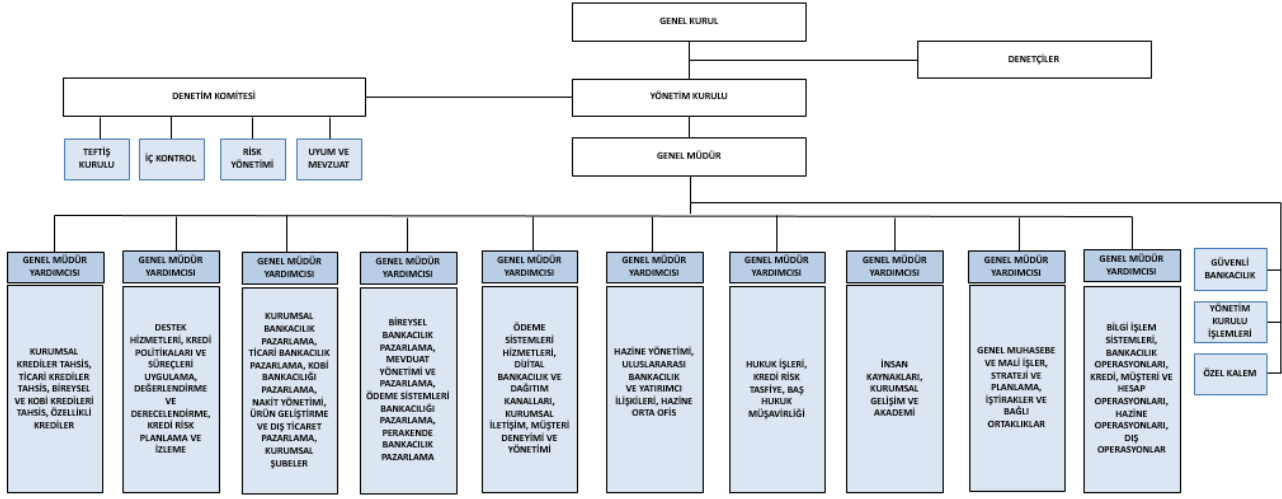 GENEL KURUL
DENETÇİLER
DENETİM KOMİTESİ
YÖNETİM KURULU
TEFTİŞ
KURULU
İÇ KONTROL
RİSK
YÖNETİMİ
UYUM VE
MEVZUAT
GENEL MÜDÜR
GENEL MÜDÜR
YARDIMCISI
KURUMSAL
KREDİLER TAHSİS,
TİCARİ KREDİLER
TAHSİS, BİREYSEL
VE KOBİ KREDİLERİ
TAHSİS, ÖZELLİKLİ
KREDİLER
GENEL MÜDÜR
YARDIMCISI
DESTEK
HİZMETLERİ, KREDİ
POLİTİKALARI VE
SÜREÇLERİ
UYGULAMA,
DEĞERLENDİRME
VE
DERECELENDİRME,
KREDİ RİSK
PLANLAMA VE
İZLEME
GENEL MÜDÜR
YARDIMCISI
KURUMSAL
BANKACILIK
PAZARLAMA,
TİCARİ BANKACILIK
PAZARLAMA, KOBİ
BANKACILIĞI
PAZARLAMA,
NAKİT YÖNETİMİ,
ÜRÜN GELİŞTİRME
VE DIŞ TİCARET
PAZARLAMA,
KURUMSAL
ŞUBELER
GENEL MÜDÜR
YARDIMCISI
BİREYSEL
BANKACILIK
PAZARLAMA,
MEVDUAT
YÖNETİMİ VE
PAZARLAMA,
ÖDEME SİSTEMLERİ
BANKACILIĞI
PAZARLAMA,
PERAKENDE
BANKACILIK
PAZARLAMA
GENEL MÜDÜR
YARDIMCISI
ÖDEME
SİSTEMLERİ
HİZMETLERİ,
DİJİTAL
BANKACILIK VE
DAĞITIM
KANALLARI,
KURUMSAL
İLETİŞİM, MÜŞTERİ
DENEYİMİ VE
YÖNETİMİ
GENEL MÜDÜR
YARDIMCISI
HAZİNE YÖNETİMİ,
ULUSLARARASI
BANKACILIK
VE YATIRIMCI
İLİŞKİLERİ, HAZİNE
ORTA OFİS
GENEL MÜDÜR
YARDIMCISI
HUKUK İŞLERİ,
KREDİ RİSK
TASFİYE, BAŞ
HUKUK
MÜŞAVİRLİĞİ
GENEL MÜDÜR
YARDIMCISI
İNSAN
KAYNAKLARI,
KURUMSAL
GELİŞİM VE
AKADEMİ
GENEL MÜDÜR
YARDIMCISI
GENEL MUHASEBE
VE MALİ İŞLER,
STRATEJİ VE
PLANLAMA,
İŞTİRAKLER VE
BAĞLI
ORTAKLIKLAR
GENEL MÜDÜR
YARDIMCISI
BİLGİ İŞLEM
SİSTEMLERİ,
BANKACILIK
OPERASYONLARI,
KREDİ, MÜŞTERİ VE
HESAP
OPERASYONLARI,
HAZİNE
OPERASYONLARI,
DIŞ
OPERASYONLAR
GÜVENLİ
BANKACILIK
YÖNETİM
KURULU
İŞLEMLERİ
ÖZEL KALEM